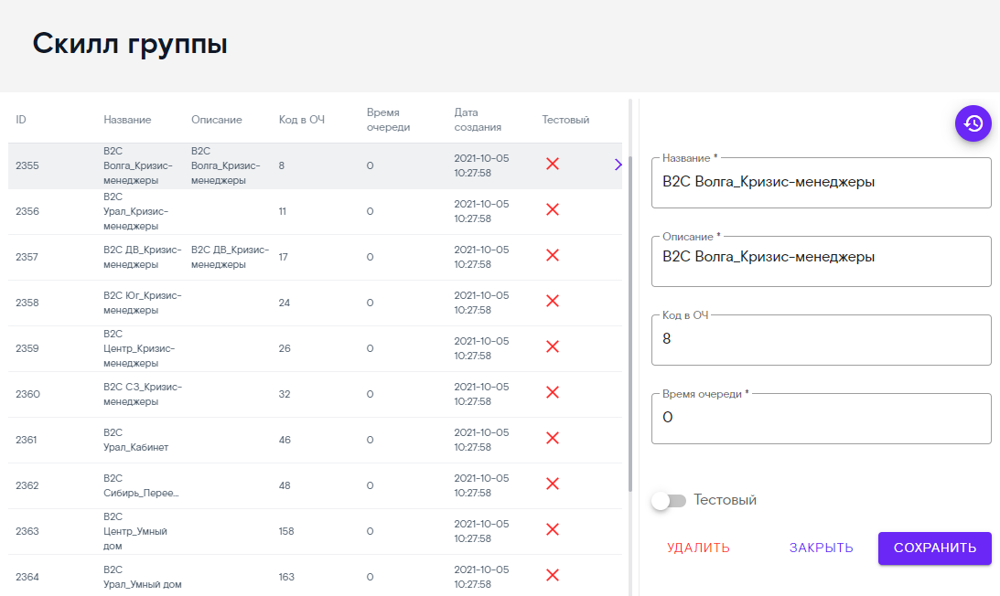 Скилл группы
ID Название Описание Код в ОЧ Время очереди Дата создания Тестовый
2355 B2C Волга_Кризис-менеджеры B2C Волга_Кризис-менеджеры 8 0 2021-10-05 10:27:58
2356 B2C Урал_Кризис-менеджеры 11 0 2021-10-05 10:27:58
2357 B2C ДВ_Кризис-менеджеры B2C ДВ_Кризис-менеджеры 17 0 2021-10-05 10:27:58
2358 B2C Юг_Кризис-менеджеры 24 0 2021-10-05 10:27:58
2359 B2C Центр_Кризис-менеджеры 26 0 2021-10-05 10:27:58
2360 B2C СЗ_Кризис-менеджеры 32 0 2021-10-05 10:27:58
2361 B2C Урал_Кабинет 46 0 2021-10-05 10:27:58
2362 B2C Сибирь_Перее... 48 0 2021-10-05 10:27:58
2363 B2C Центр_Умный дом 158 0 2021-10-05 10:27:58
2364 B2C Урал_Умный дом 163 0 2021-10-05 10:27:58
Название *
B2C Волга_Кризис-менеджеры
Описание *
B2C Волга_Кризис-менеджеры
Код в ОЧ
8
Время очереди *
0
Тестовый
УДАЛИТЬ ЗАКРЫТЬ СОХРАНИТЬ